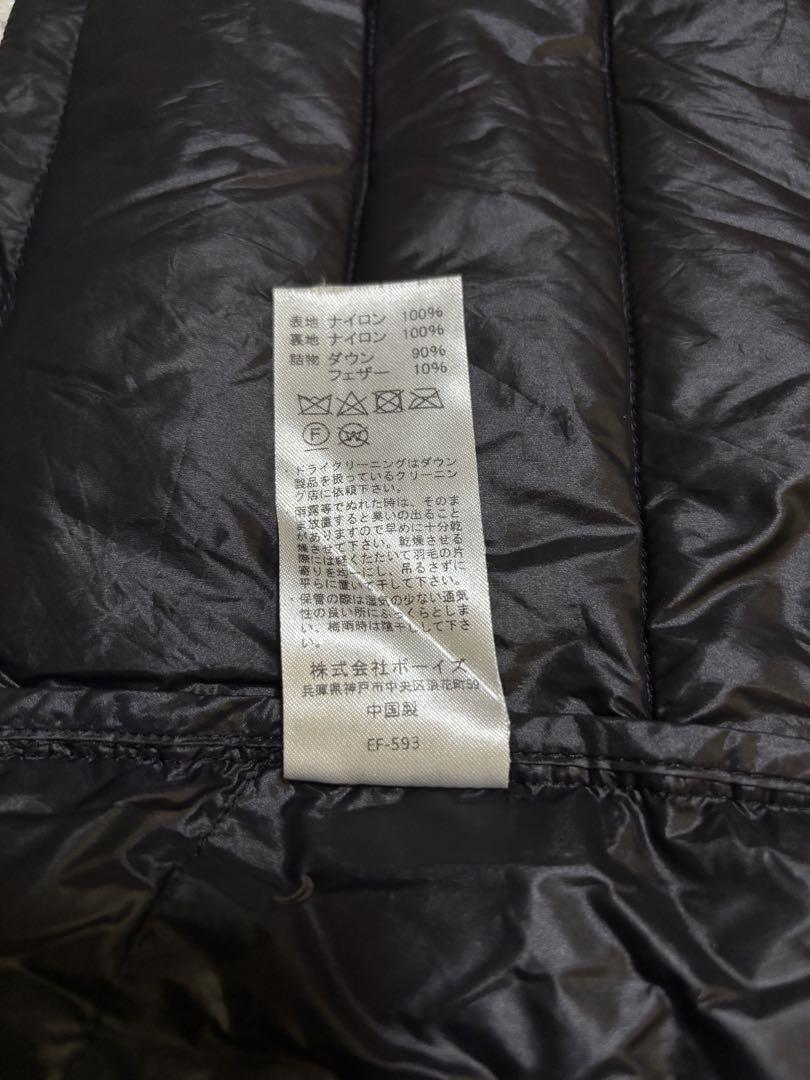 表地 ナイロン 100%
裏地 ナイロン 100%
詰物 ダウン 90%
フェザー 10%
F W
・ドライクリーニングはダウン
製品を扱っているクリーニン
グ店に依頼下さい。
・雨露等でぬれた時は、そのま
ま放置すると臭いの出ること
がありますので早めに十分乾
燥させて下さい。乾燥させる
際には軽くたたいて羽毛の片
寄りを均一にし、吊るさずに
平らに置いて干して下さい。
・保管の際は湿気の少ない通気
性の良い所にふっくらとしま
い、梅雨時は陰干しして下さ
い。
株式会社ボーイズ
兵庫県神戸市中央区浪花町59
中国製
EF-593